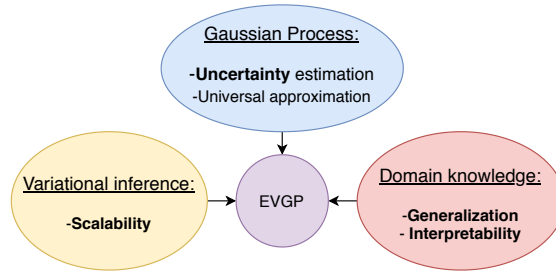 Gaussian Process:
-Uncertainty estimation
-Universal approximation
Variational inference:
-Scalability
EVGP
Domain knowledge:
-Generalization
- Interpretability